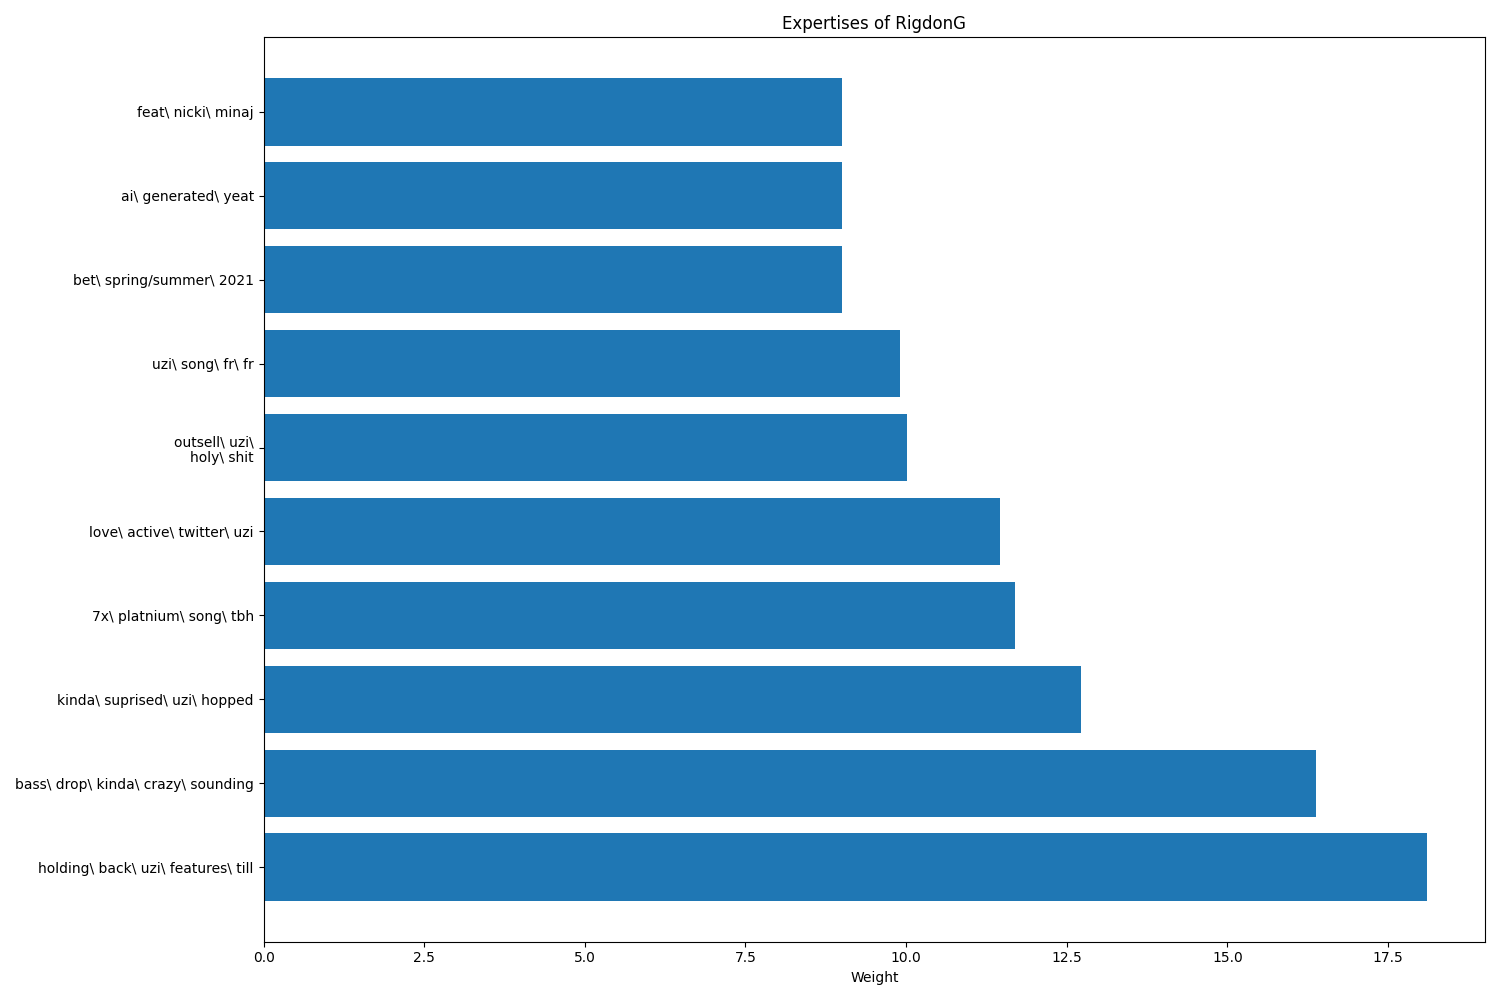 Expertises of RigdonG
feat\ nicki\ minaj
ai\ generated\ yeat
bet\ spring/summer\ 2021
uzi\ song\ fr\ fr
outsell\ uzi\
holy\ shit
love\ active\ twitter\ uzi
7x\ platnium\ song\ tbh
kinda\ suprised\ uzi\ hopped
bass\ drop\ kinda\ crazy\ sounding
holding\ back\ uzi\ features\ till
0.0 2.5 5.0 7.5 10.0 12.5 15.0 17.5
Weight